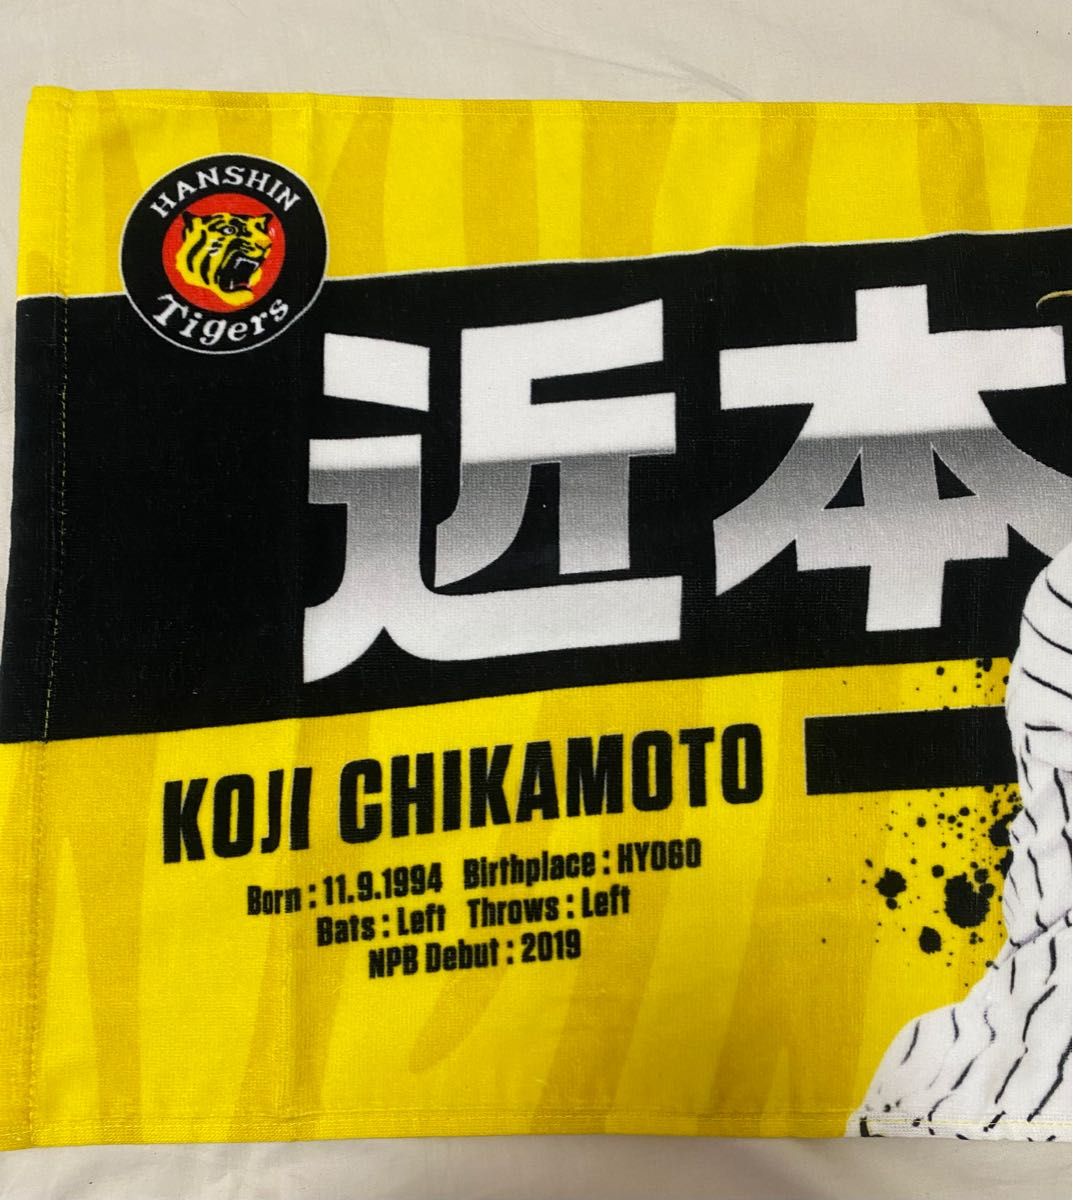 HANSHIN
Tigers
近本
KOJI CHIKAMOTO
Born : 11.9.1994 Birthplace : HYOGO
Bats : Left Throws : Left
NPB Debut : 2019